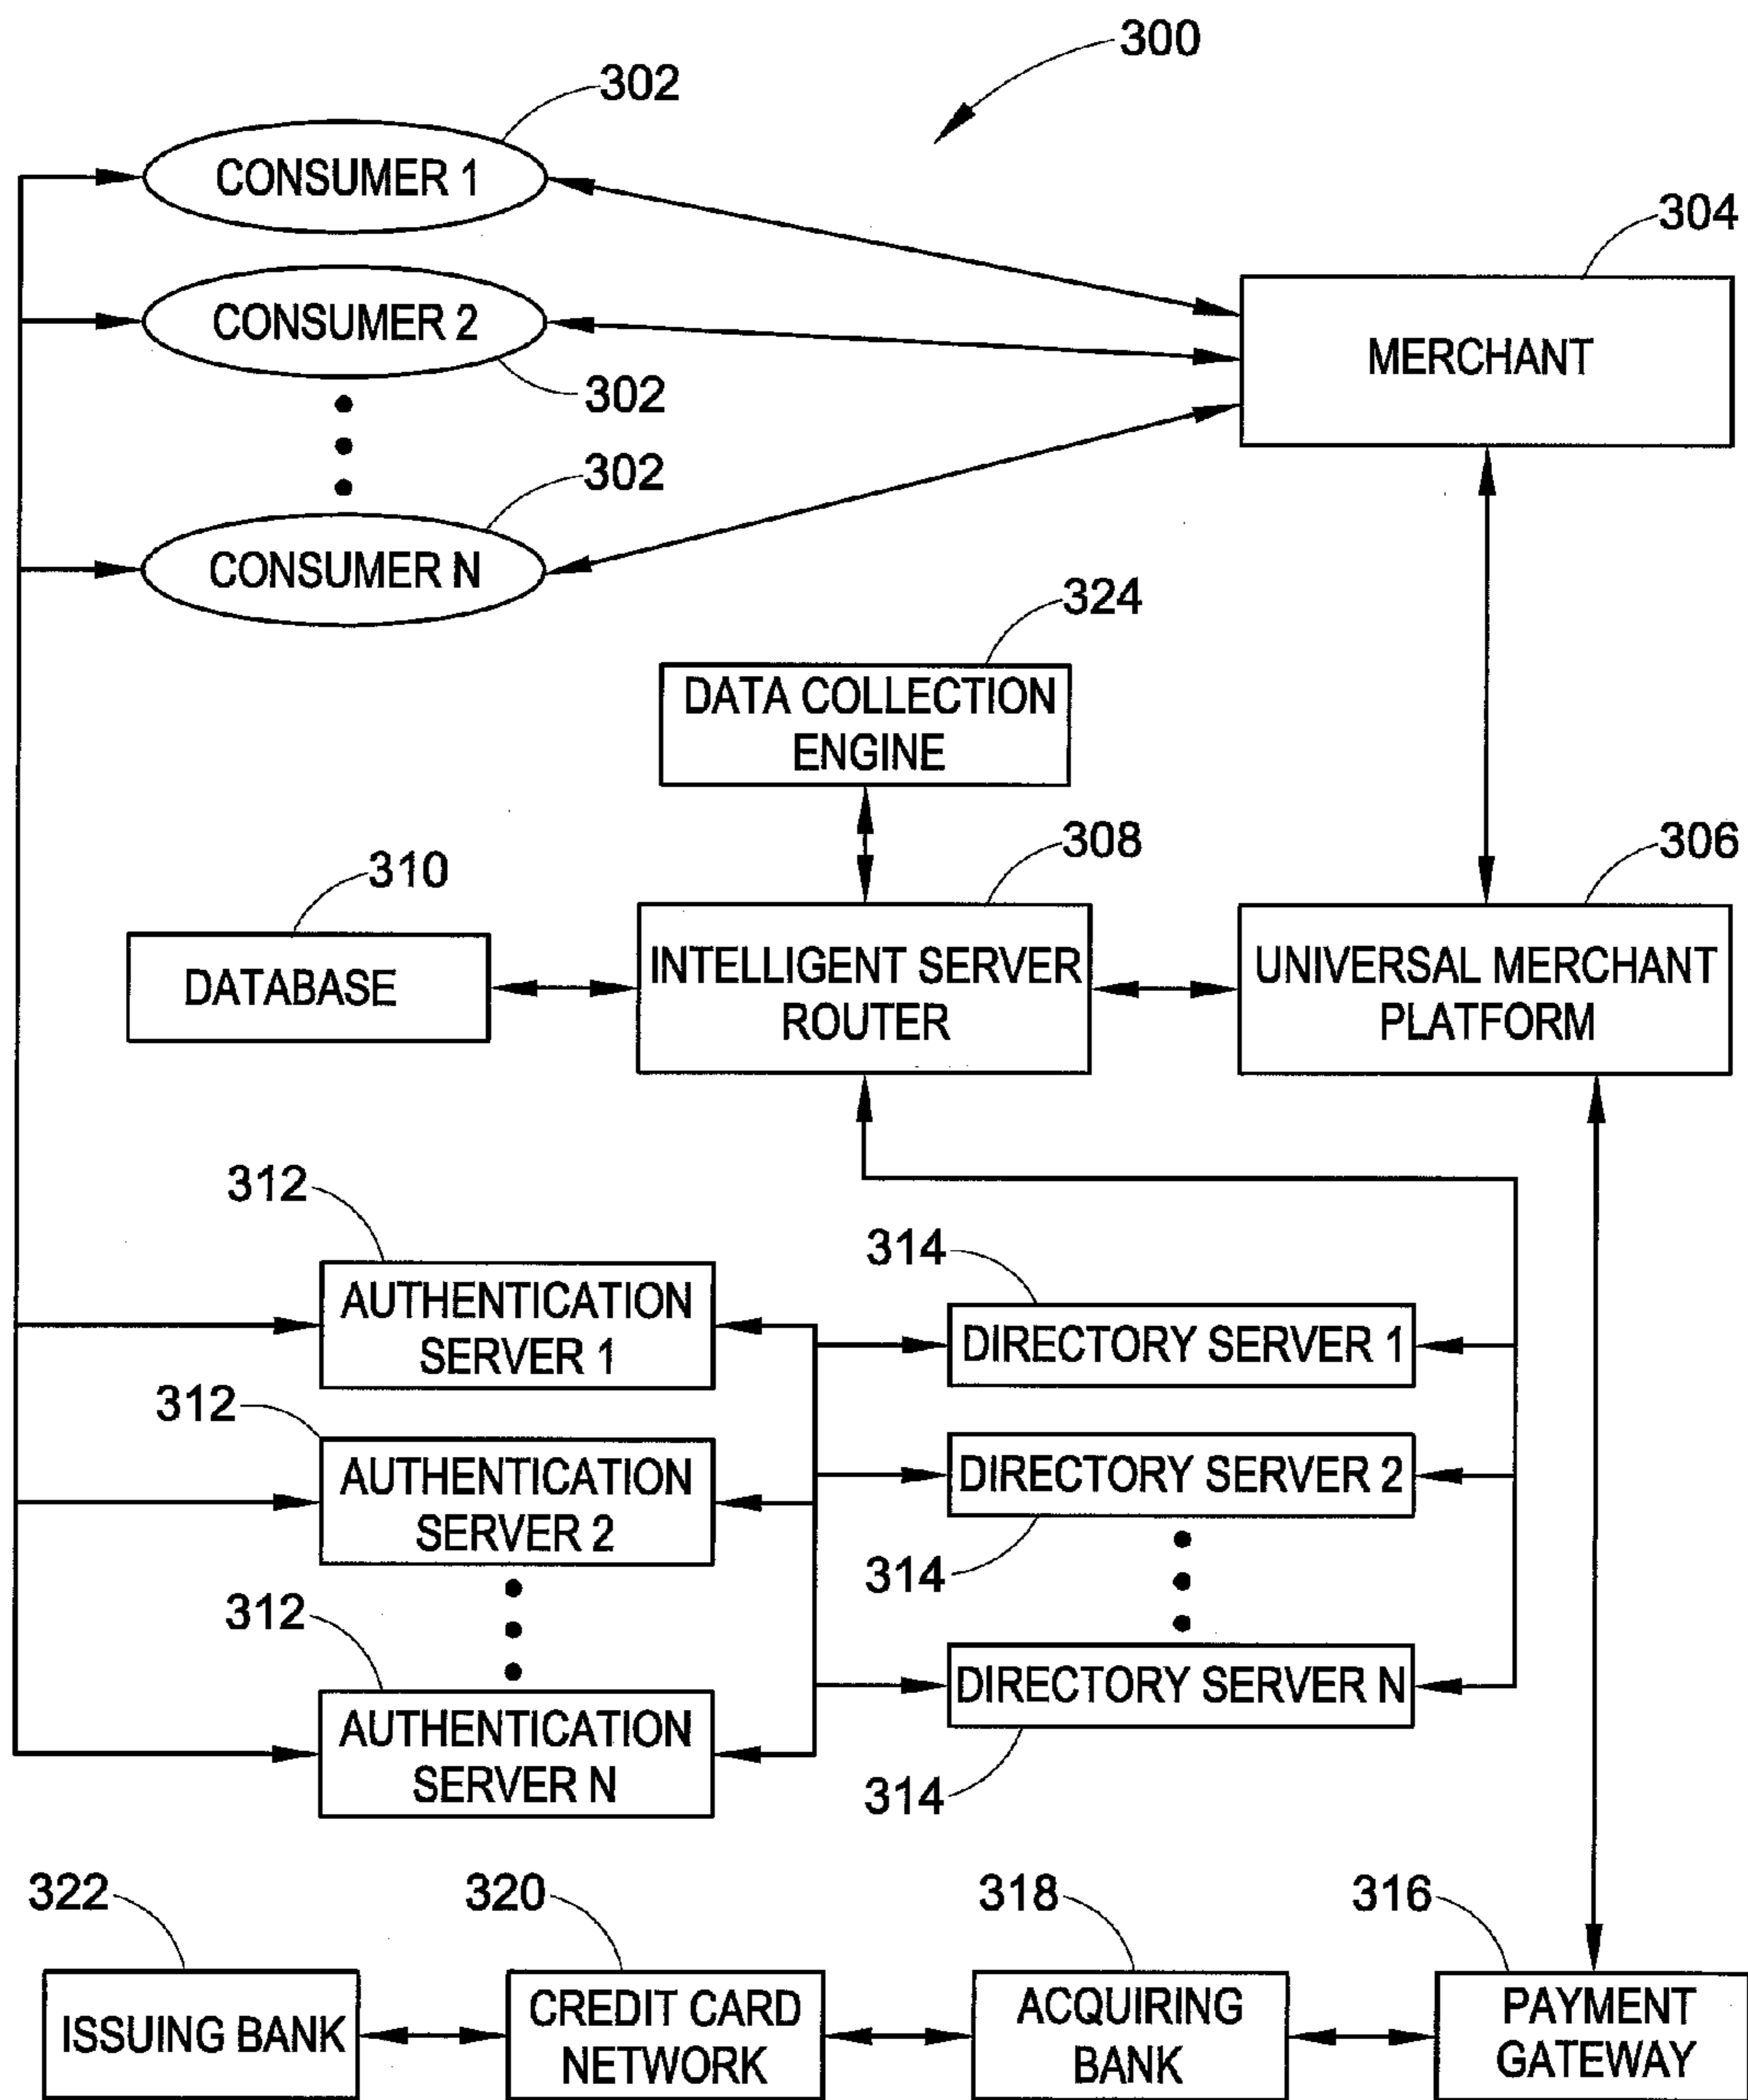 300
302
CONSUMER 1
304
CONSUMER 2
MERCHANT
302
302
CONSUMER N
324
DATA COLLECTION
ENGINE
308
306
310
INTELLIGENT SERVER
ROUTER
UNIVERSAL MERCHANT
PLATFORM
DATABASE
312
314
AUTHENTICATION
SERVER 1
DIRECTORY SERVER 1
312
AUTHENTICATION
SERVER 2
DIRECTORY SERVER 2
314
312
AUTHENTICATION
SERVER N
DIRECTORY SERVER N
314
322
320
318
316
ISSUING BANK
CREDIT CARD
NETWORK
ACQUIRING
BANK
PAYMENT
GATEWAY